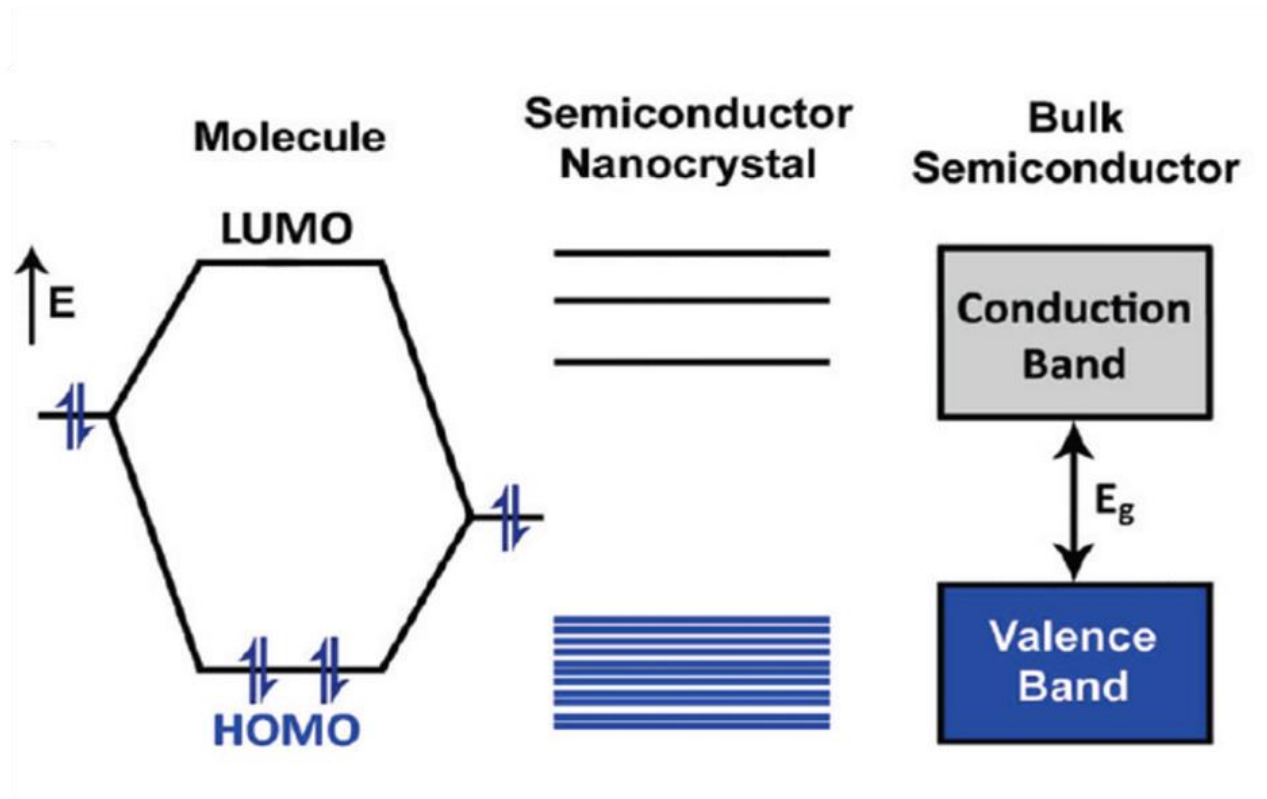 Molecule
Semiconductor
Nanocrystal
Bulk
Semiconductor
LUMO
E
Conduction
Band
Eg
Valence
Band
HOMO